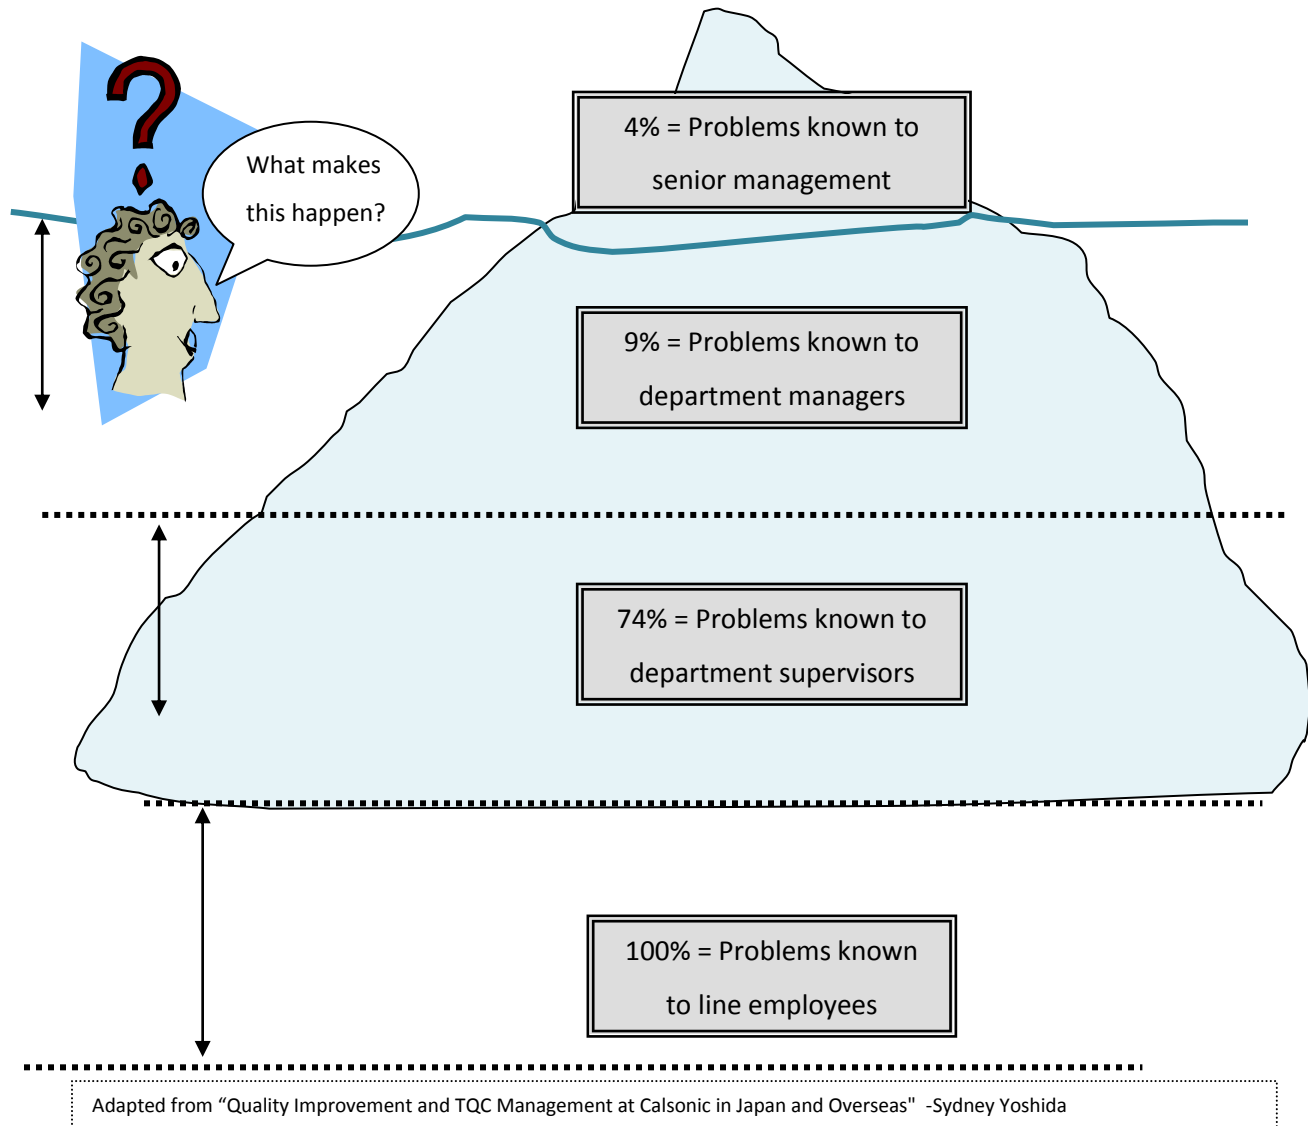 4% = Problems known to
senior management
?
What makes
this happen?
9% = Problems known to
department managers
74% = Problems known to
department supervisors
100% = Problems known
to line employees
Adapted from “Quality Improvement and TQC Management at Calsonic in Japan and Overseas" -Sydney Yoshida